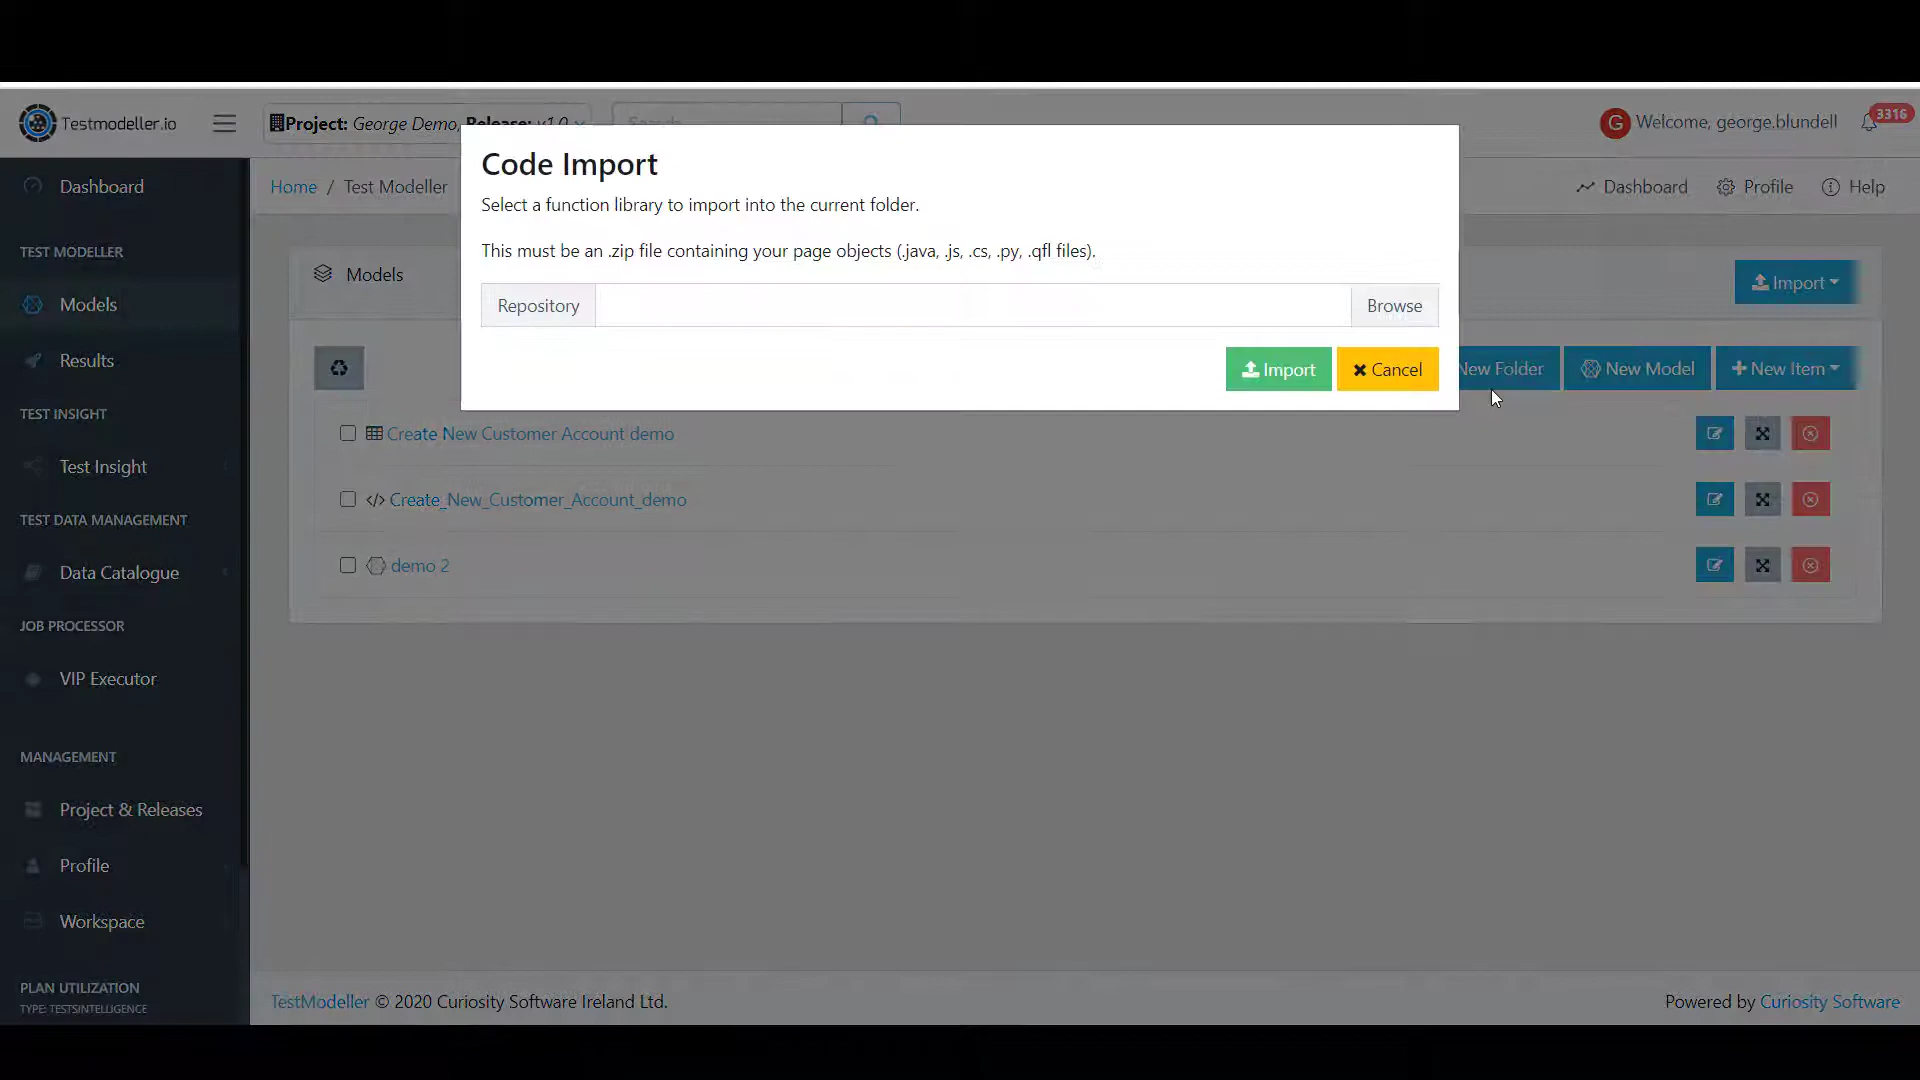 Testmodeller.io
Project: George Demo, Release: v1.0
Search...
G Welcome, george.blundell
3316
Home / Test Modeller
Dashboard
Profile
Help
Dashboard
TEST MODELLER
Models
Results
TEST INSIGHT
Test Insight
TEST DATA MANAGEMENT
Data Catalogue
JOB PROCESSOR
VIP Executor
MANAGEMENT
Project & Releases
Profile
Workspace
PLAN UTILIZATION
TYPE: TESTSINTELLIGENCE
Code Import
Select a function library to import into the current folder.
This must be an .zip file containing your page objects (.java, .js, .cs, .py, .qfl files).
Repository
Browse
Import
Cancel
Models
Import
New Folder
New Model
New Item
Create New Customer Account demo
Create_New_Customer_Account_demo
demo 2
TestModeller © 2020 Curiosity Software Ireland Ltd.
Powered by Curiosity Software